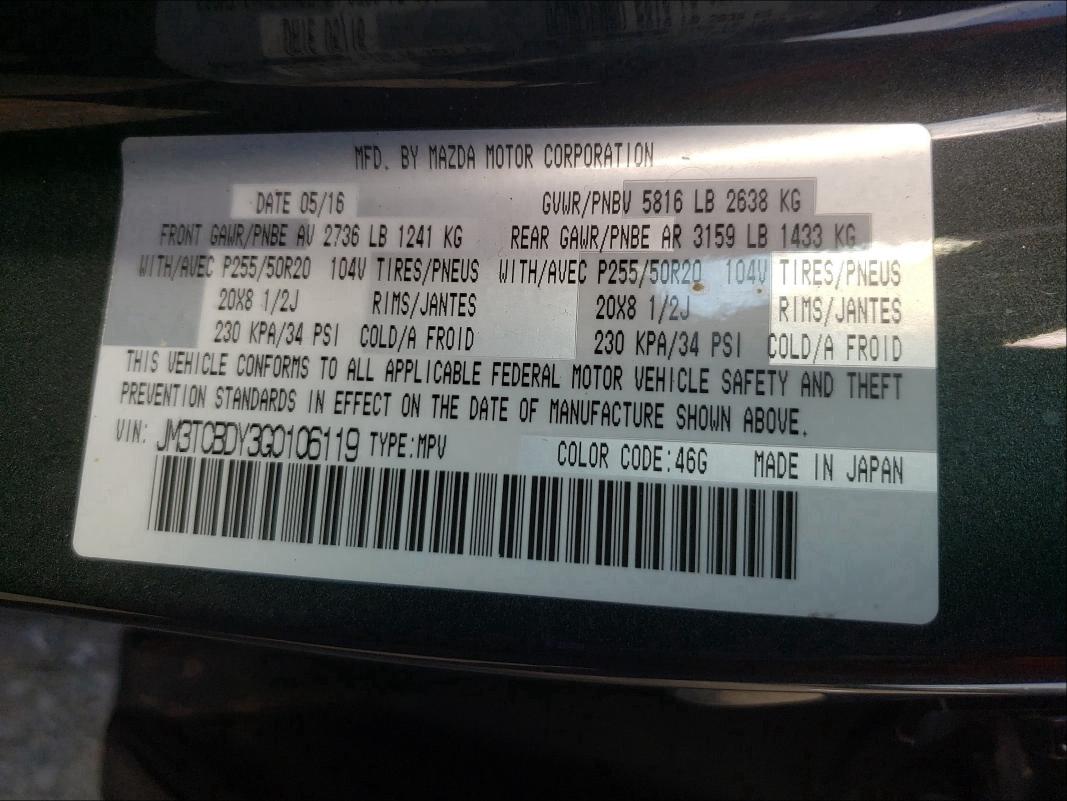 MFD. BY MAZDA MOTOR CORPORATION
DATE 05/16 GVWR/PNBV 5816 LB 2638 KG
FRONT GAWR/PNBE AV 2736 LB 1241 KG REAR GAWR/PNBE AR 3159 LB 1433 KG
WITH/AVEC P255/50R20 104V TIRES/PNEUS WITH/AVEC P255/50R20 104V TIRES/PNEUS
20X8 1/2J RIMS/JANTES 20X8 1/2J RIMS/JANTES
230 KPA/34 PSI COLD/A FROID 230 KPA/34 PSI COLD/A FROID
THIS VEHICLE CONFORMS TO ALL APPLICABLE FEDERAL MOTOR VEHICLE SAFETY AND THEFT
PREVENTION STANDARDS IN EFFECT ON THE DATE OF MANUFACTURE SHOWN ABOVE.
VIN: JM3TCBDY3G0106119 TYPE:MPV COLOR CODE:46G MADE IN JAPAN